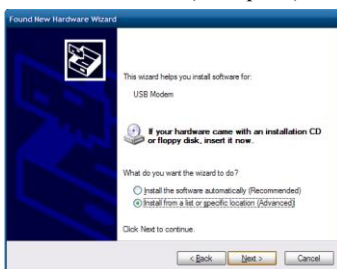 Found New Hardware Wizard
This wizard helps you install software for:
USB Modem
If your hardware came with an installation CD
or floppy disk, insert it now.
What do you want the wizard to do?
Install the software automatically (Recommended)
Install from a list or specific location (Advanced)
Click Next to continue.
< Back
Next >
Cancel